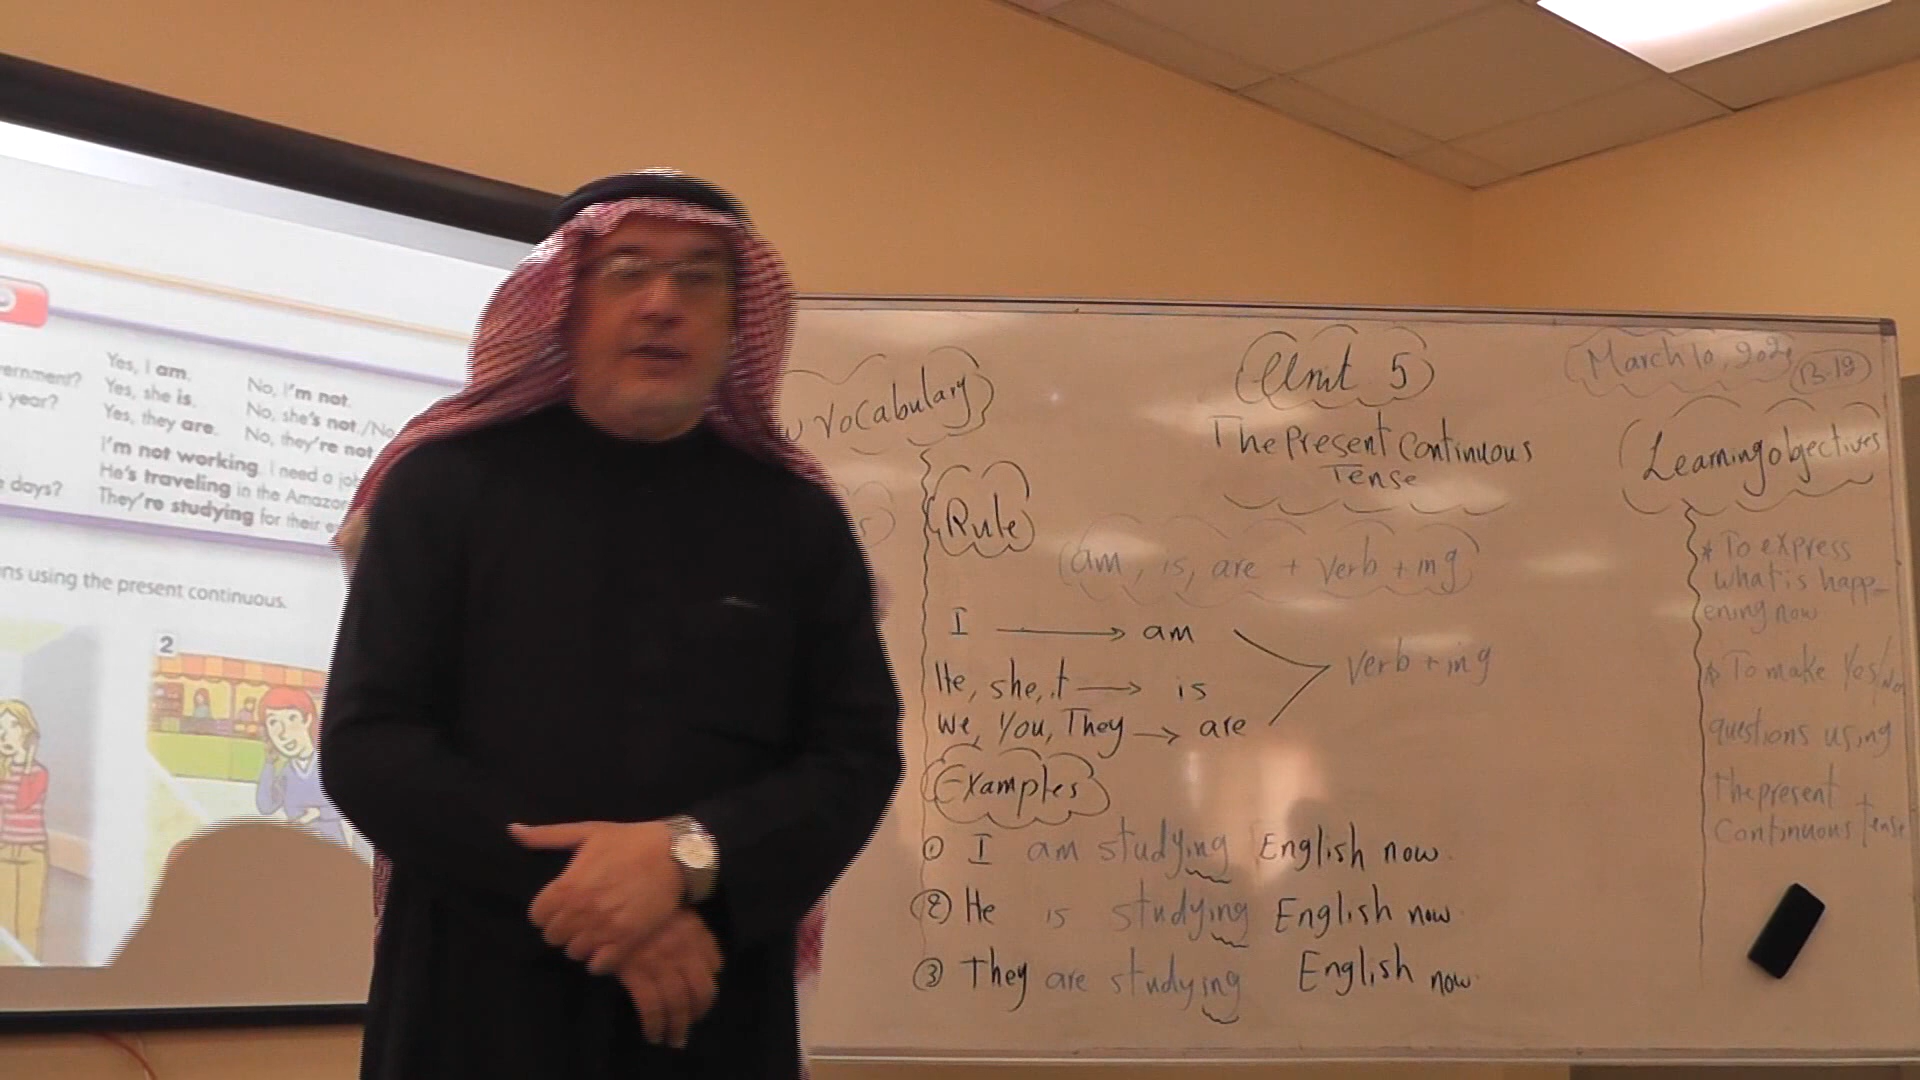 ernment?
year?
days?
Yes, I am.
Yes, she is.
Yes, they are.
No, I'm not.
No, she's not./No
No, they're not
I'm not working. I need a
He's traveling in the Amazon
They're studying for their
ns using the present continuous.
2
Vocabulary
Unit 5
The Present Continuous
Tense
March 10,
B-19
Learning objectives
* To express
what is happ-
ening now
* To make Yes/No
questions using
the present
Continuous tense
Rule
(am, is, are + verb + ing)
I → am
He, she, it → is
We, You, They → are
verb + ing
Examples
① I am studying English now.
② He is studying English now.
③ They are studying English now.